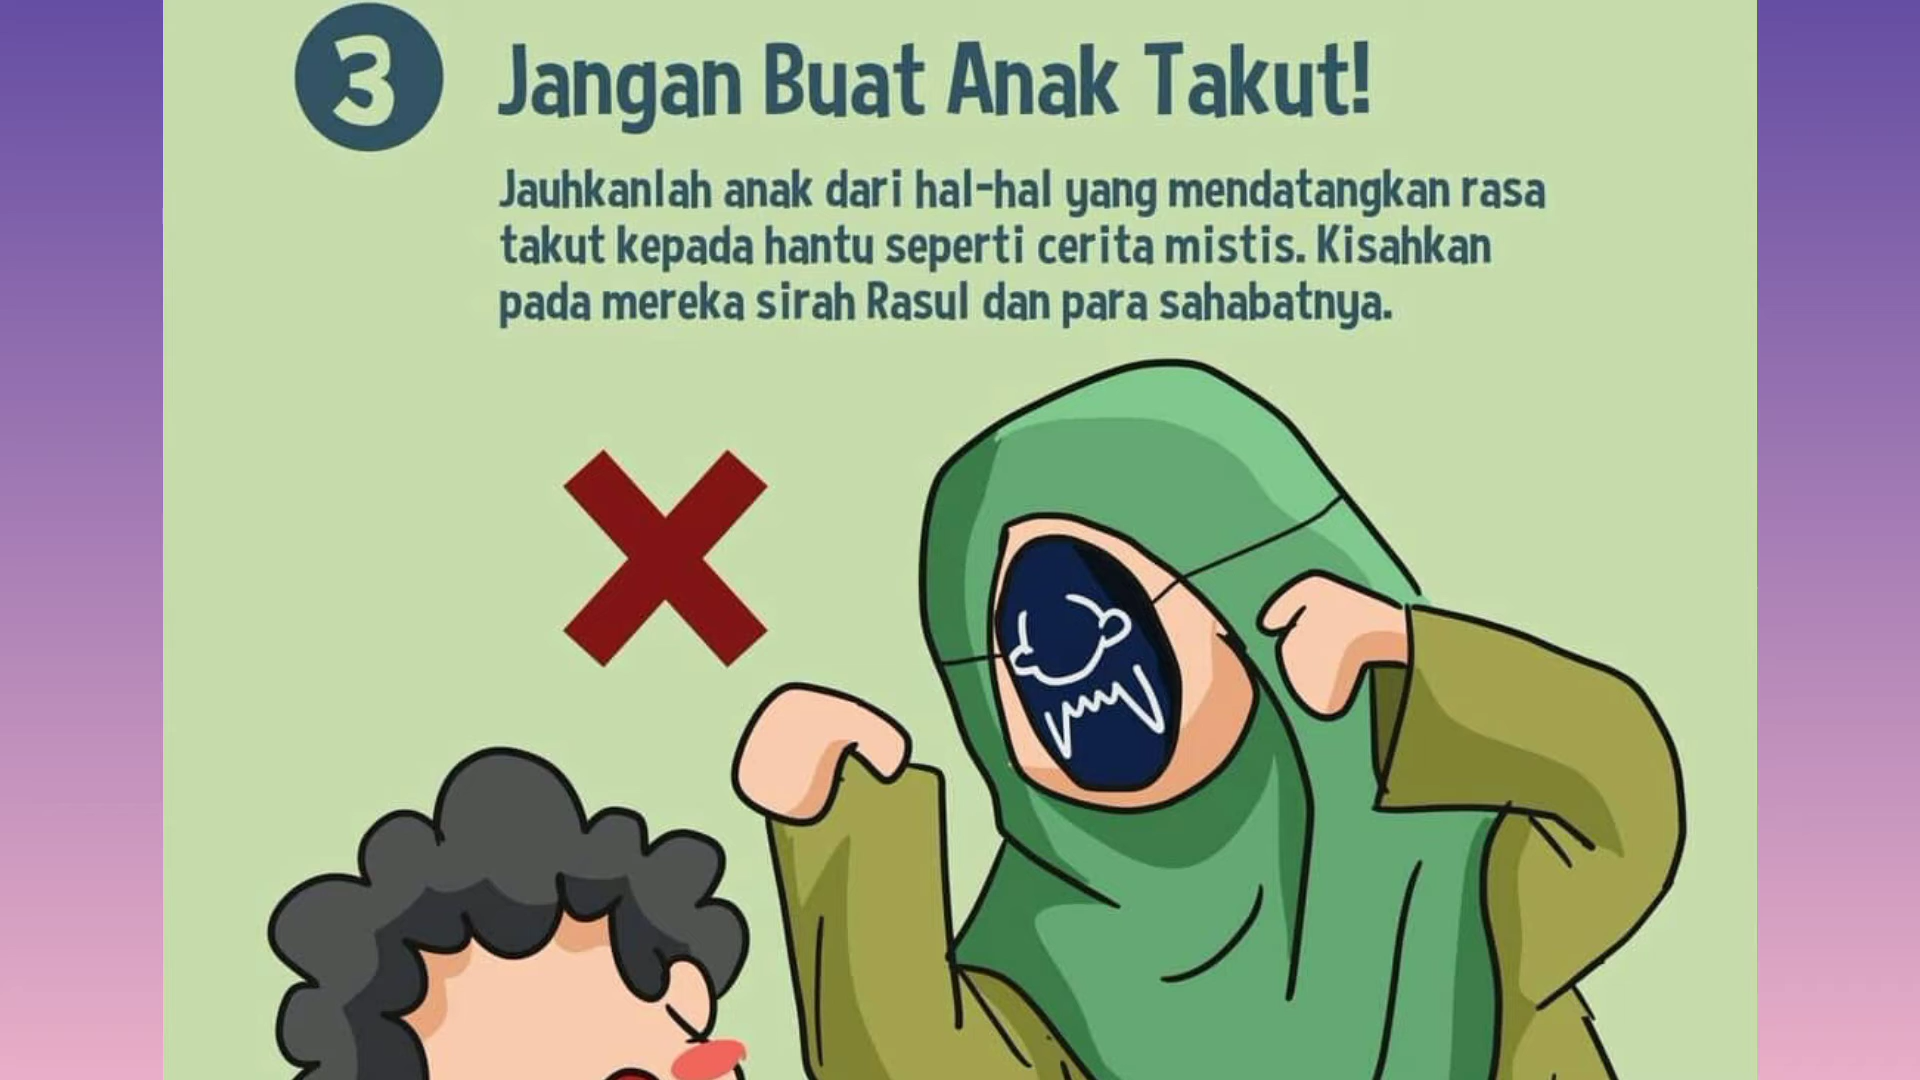 3 Jangan Buat Anak Takut!
Jauhkanlah anak dari hal-hal yang mendatangkan rasa
takut kepada hantu seperti cerita mistis. Kisahkan
pada mereka sirah Rasul dan para sahabatnya.